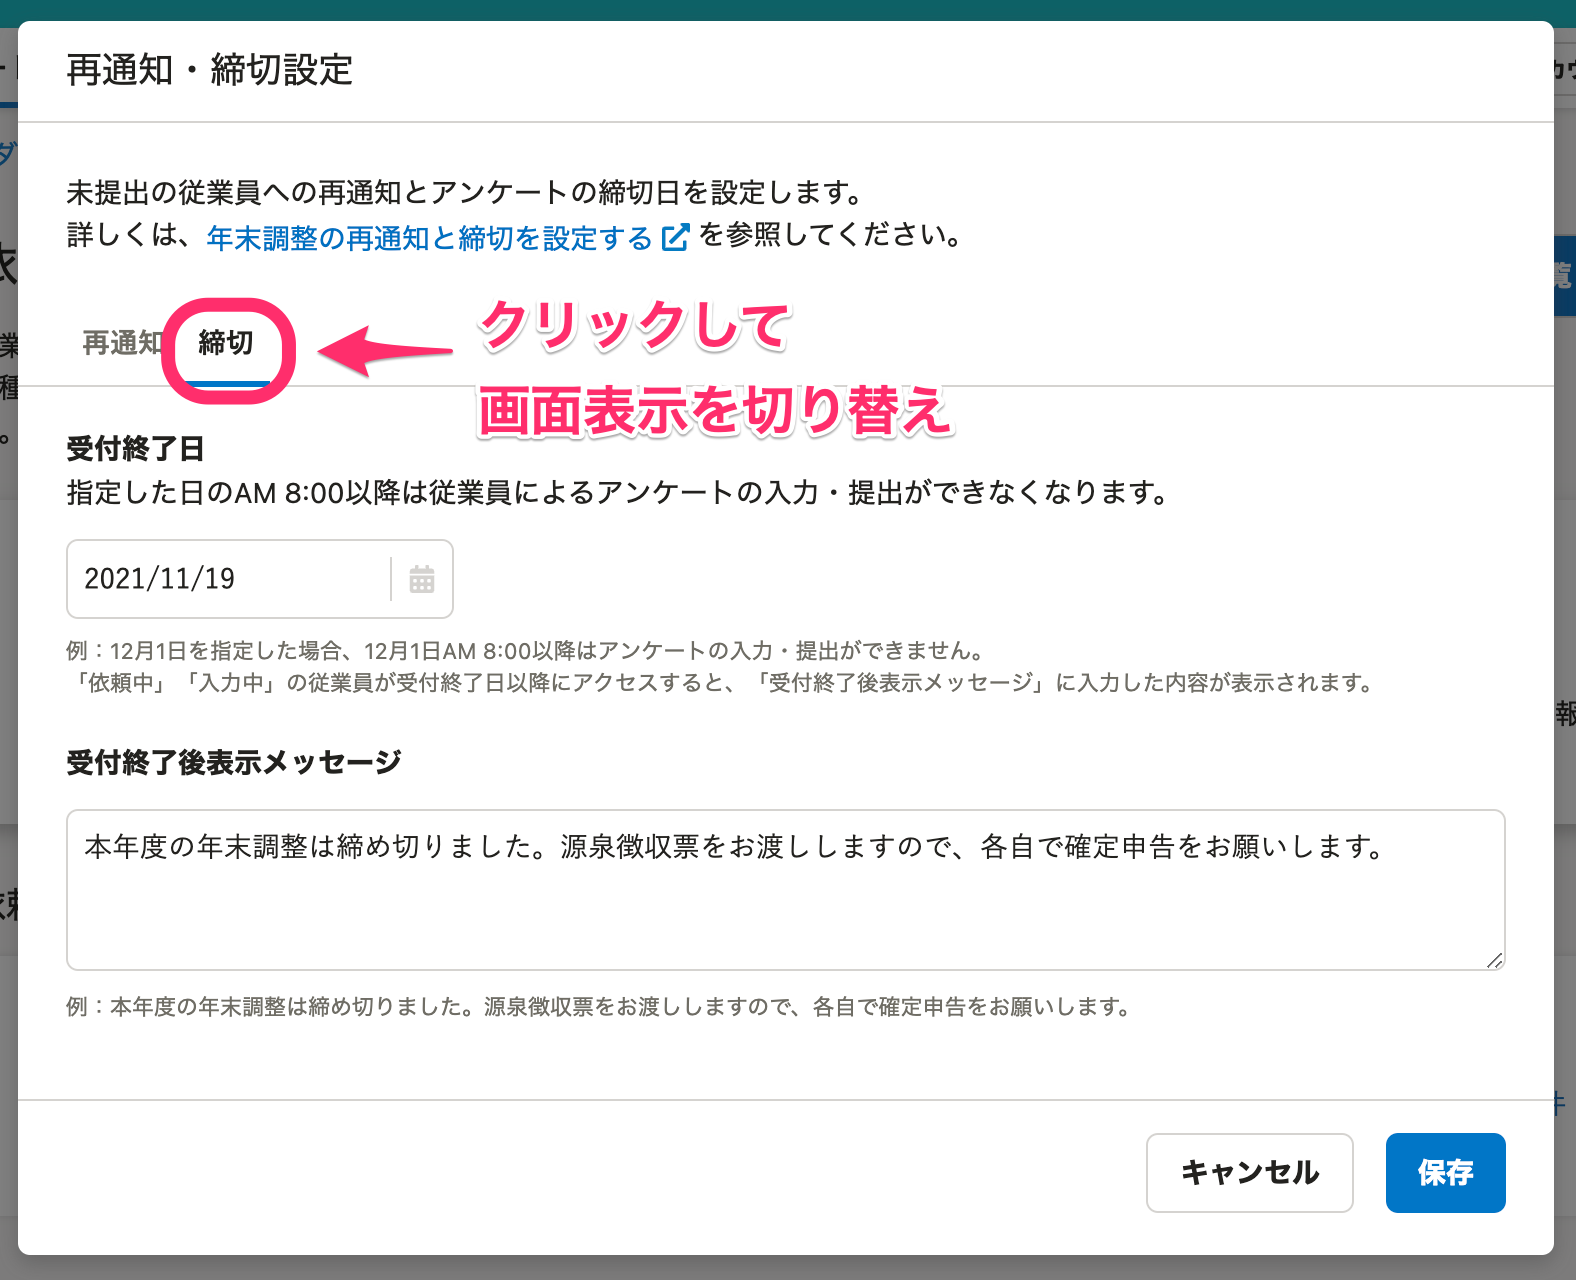 再通知・締切設定
未提出の従業員への再通知とアンケートの締切日を設定します。
詳しくは、年末調整の再通知と締切を設定する を参照してください。
再通知 締切
クリックして
画面表示を切り替え
受付終了日
指定した日のAM 8:00以降は従業員によるアンケートの入力・提出ができなくなります。
2021/11/19
例：12月1日を指定した場合、12月1日AM 8:00以降はアンケートの入力・提出ができません。
「依頼中」「入力中」の従業員が受付終了日以降にアクセスすると、「受付終了後表示メッセージ」に入力した内容が表示されます。
受付終了後表示メッセージ
本年度の年末調整は締め切りました。源泉徴収票をお渡ししますので、各自で確定申告をお願いします。
例：本年度の年末調整は締め切りました。源泉徴収票をお渡ししますので、各自で確定申告をお願いします。
キャンセル
保存